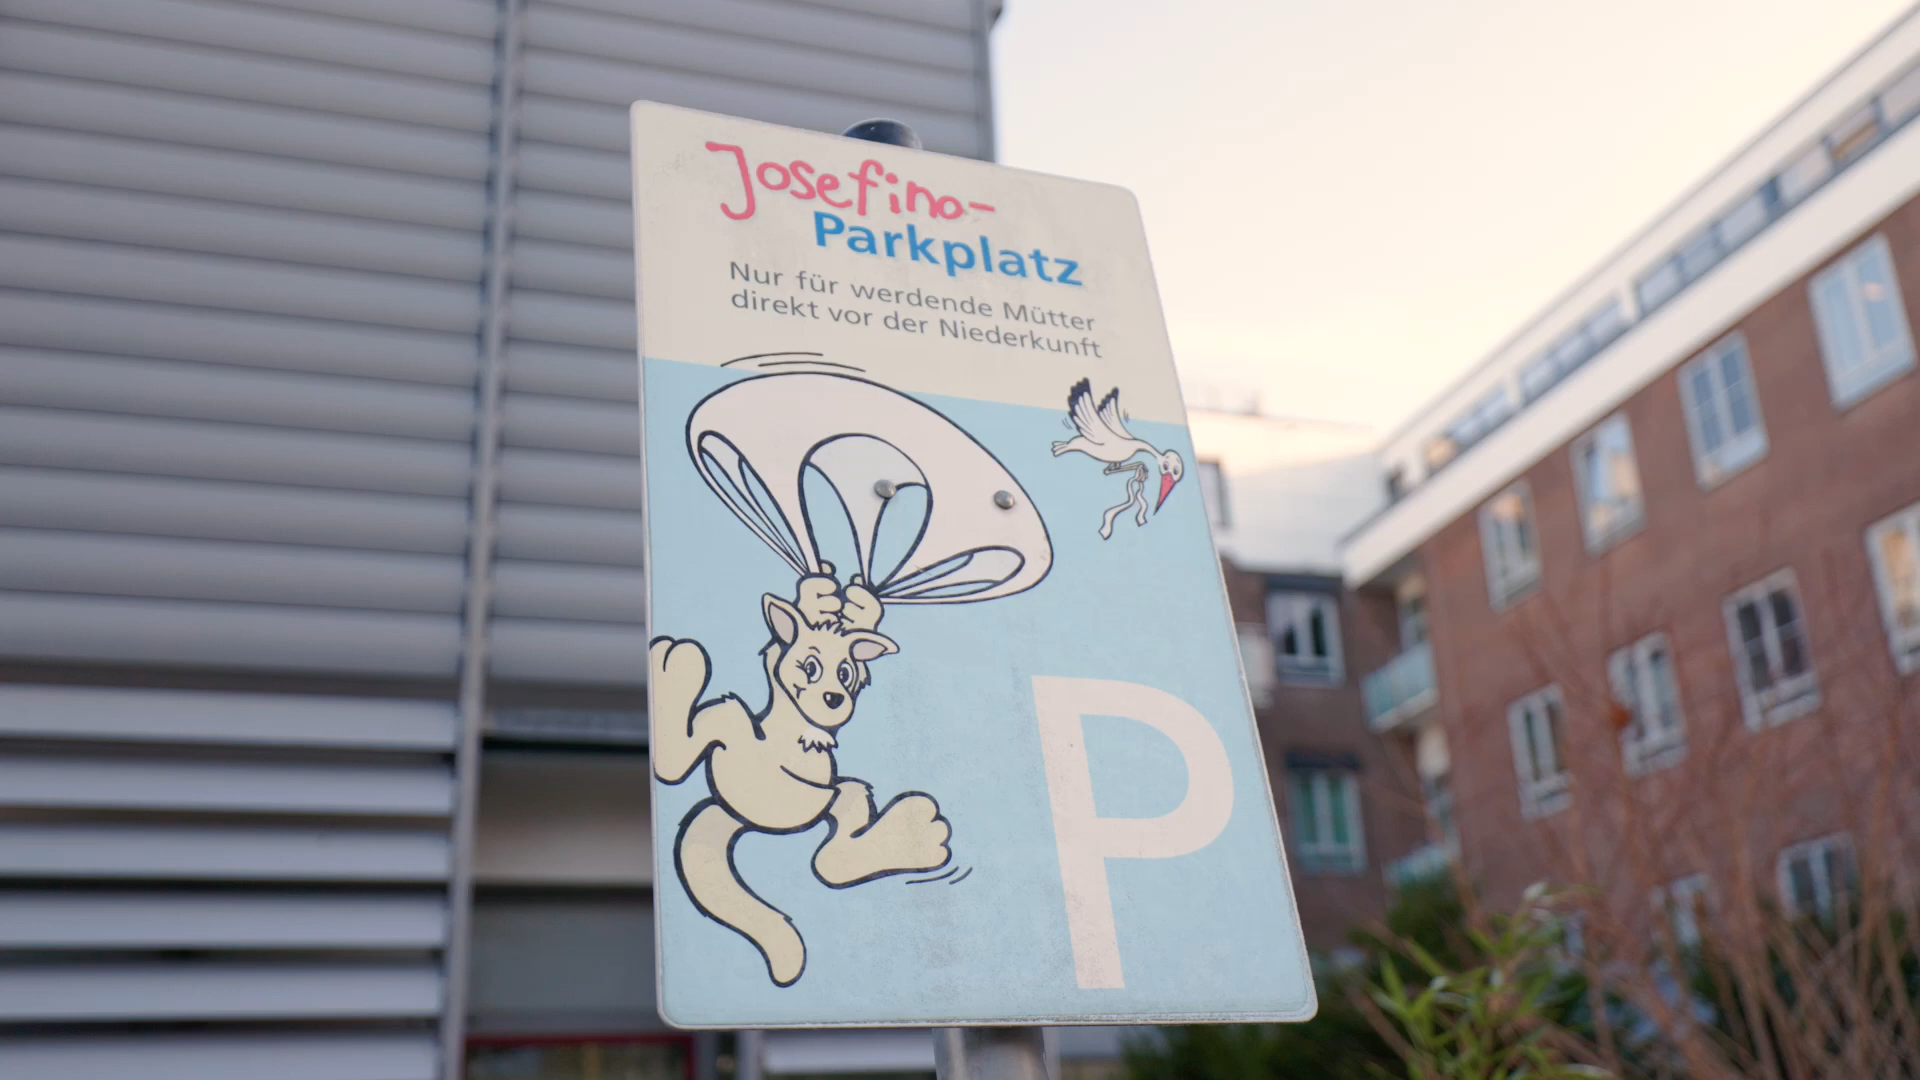 Josefino-
Parkplatz
Nur für werdende Mütter
direkt vor der Niederkunft
P